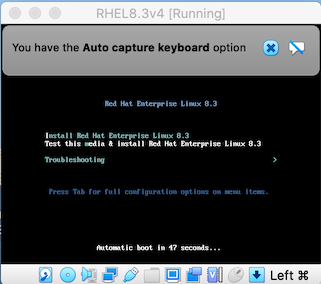 RHEL8.3v4 [Running]
You have the Auto capture keyboard option
Red Hat Enterprise Linux 8.3
Install Red Hat Enterprise Linux 8.3
Test this media & install Red Hat Enterprise Linux 8.3
Troubleshooting >
Press Tab for full configuration options on menu items.
Automatic boot in 47 seconds...
Left ⌘